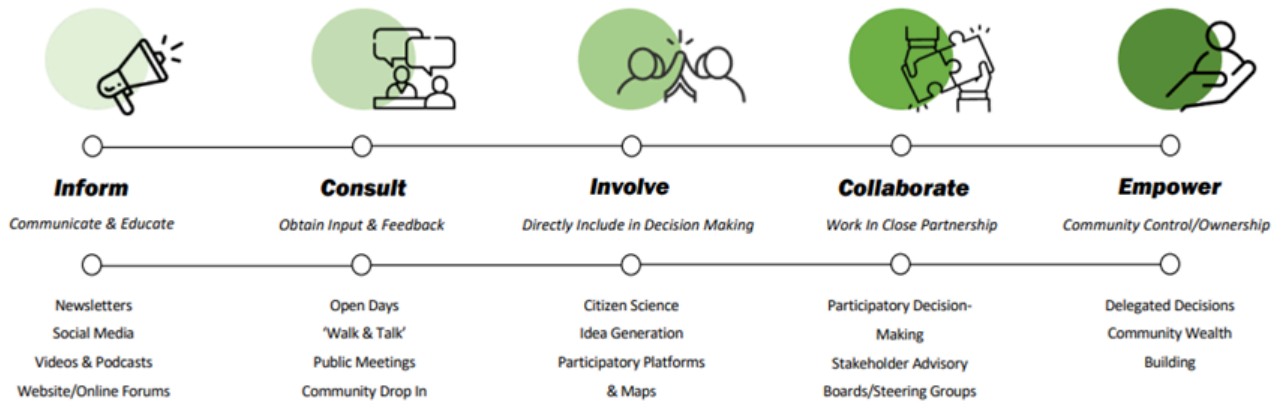 Inform
Consult
Involve
Collaborate
Empower
Communicate & Educate
Obtain Input & Feedback
Directly Include in Decision Making
Work In Close Partnership
Community Control/Ownership
Newsletters
Social Media
Videos & Podcasts
Website/Online Forums
Open Days
‘Walk & Talk’
Public Meetings
Community Drop In
Citizen Science
Idea Generation
Participatory Platforms
& Maps
Participatory Decision-
Making
Stakeholder Advisory
Boards/Steering Groups
Delegated Decisions
Community Wealth
Building